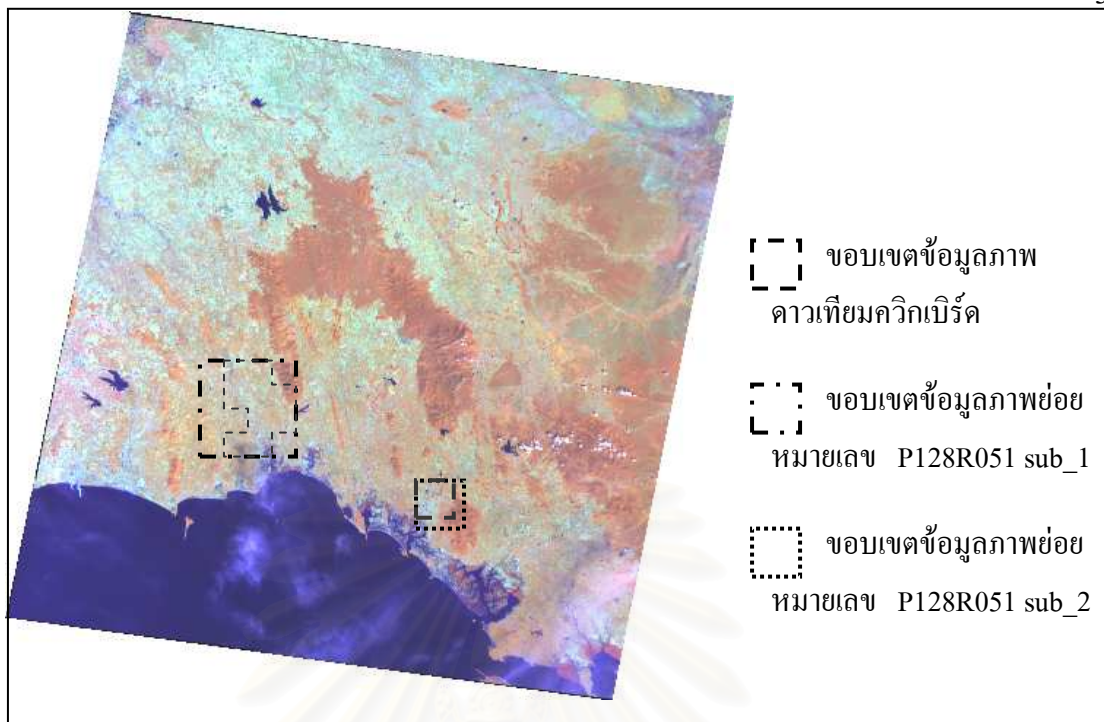 ขอบเขตข้อมูลภาพ
ดาวเทียมควิกเบิร์ด
ขอบเขตข้อมูลภาพย่อย
หมายเลข P128R051 sub_1
ขอบเขตข้อมูลภาพย่อย
หมายเลข P128R051 sub_2